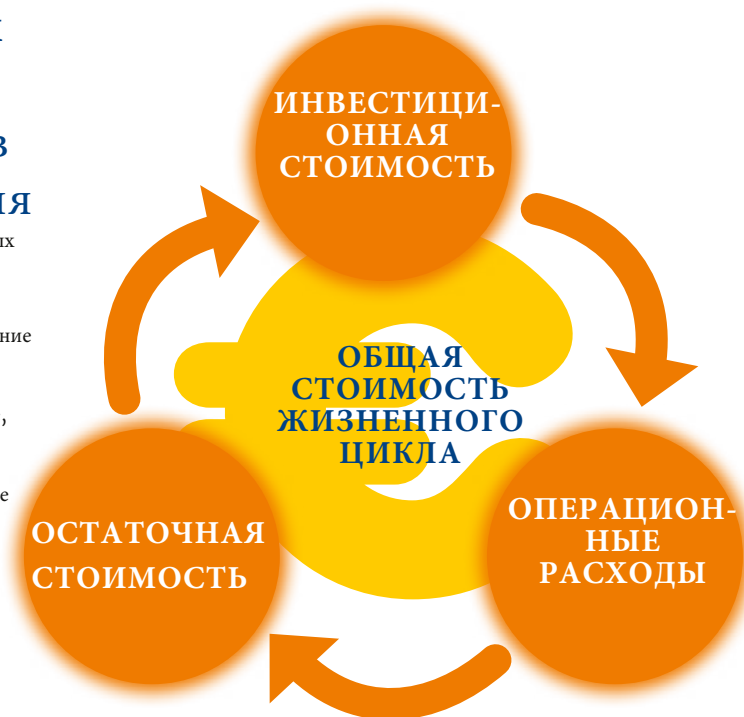 ИНВЕСТИЦИ-
ОННАЯ
СТОИМОСТЬ
ОБЩАЯ
СТОИМОСТЬ
ЖИЗНЕННОГО
ЦИКЛА
ОПЕРАЦИОН-
НЫЕ
РАСХОДЫ
ОСТАТОЧНАЯ
СТОИМОСТЬ